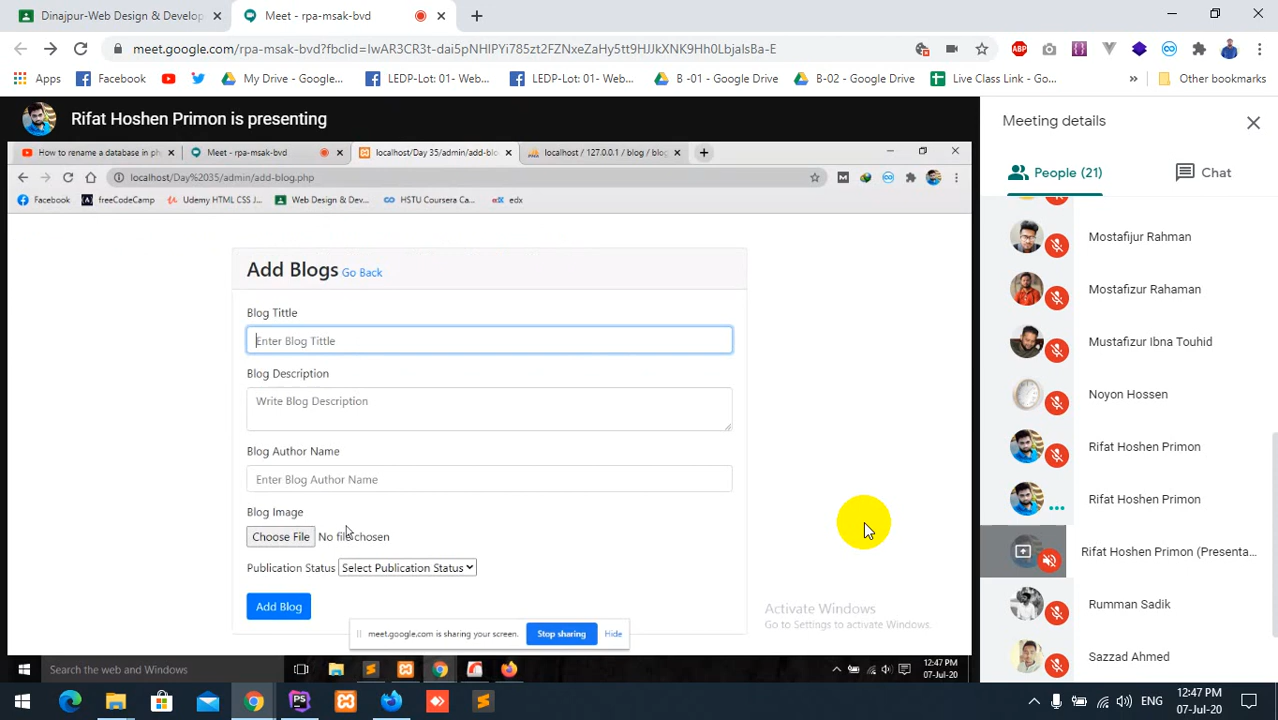 Dinajpur-Web Design & Develop
Meet - rpa-msak-bvd
meet.google.com/rpa-msak-bvd?fbclid=IwAR3CR3t-dai5pNHlPYi785zt2FZNxeZaHy5tt9HJJkXNK9Hh0LbjaIsBa-E
Apps
Facebook
My Drive - Google...
LEDP-Lot: 01- Web...
LEDP-Lot: 01- Web...
B -01 - Google Drive
B-02 - Google Drive
Live Class Link - Go...
Other bookmarks
Rifat Hoshen Primon is presenting
How to rename a database in ph
Meet - rpa-msak-bvd
localhost/Day 35/admin/add-blo
localhost / 127.0.0.1 / blog / blog
localhost/Day%2035/admin/add-blog.php
Facebook
freeCodeCamp
Udemy HTML CSS J...
Web Design & Deve...
HSTU Coursera Ca...
edx
Add Blogs Go Back
Blog Tittle
Enter Blog Tittle
Blog Description
Write Blog Description
Blog Author Name
Enter Blog Author Name
Blog Image
Choose File No file chosen
Publication Status Select Publication Status
Add Blog
meet.google.com is sharing your screen. Stop sharing Hide
Activate Windows
Go to Settings to activate Windows.
Search the web and Windows
12:47 PM
07-Jul-20
Meeting details
People (21)
Chat
Mostafijur Rahman
Mostafizur Rahaman
Mustafizur Ibna Touhid
Noyon Hossen
Rifat Hoshen Primon
Rifat Hoshen Primon
Rifat Hoshen Primon (Presenta...
Rumman Sadik
Sazzad Ahmed
ENG
12:47 PM
07-Jul-20